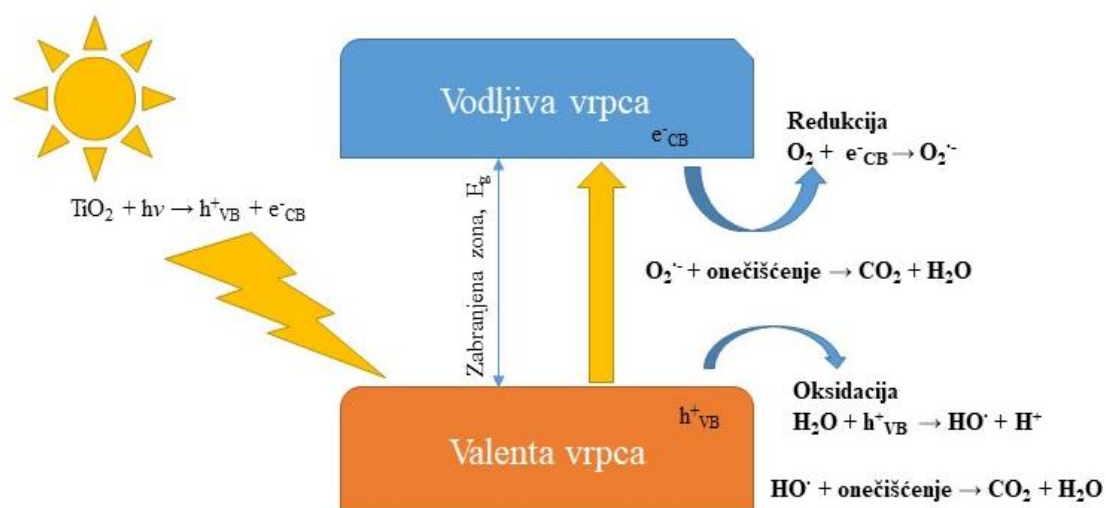 Vodljiva vrpca
e⁻CB
Redukcija
O₂ + e⁻CB → O₂˙⁻
TiO₂ + hν → h⁺VB + e⁻CB
Zabranjena zona, Eg
O₂˙⁻ + onečišćenje → CO₂ + H₂O
Oksidacija
H₂O + h⁺VB → HO˙ + H⁺
h⁺VB
Valenta vrpca
HO˙ + onečišćenje → CO₂ + H₂O